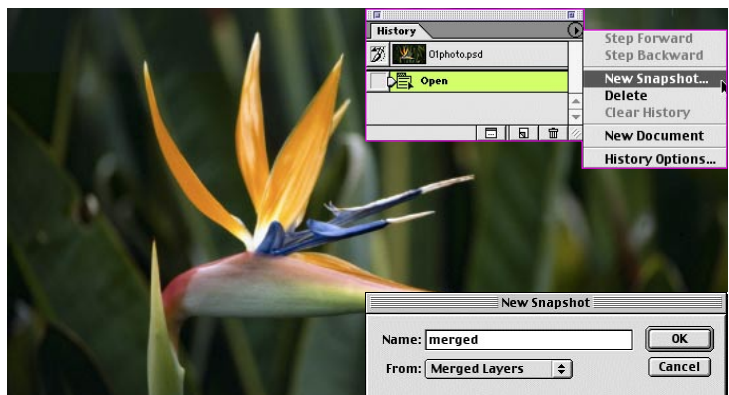 History
01photo.psd
Open
Step Forward
Step Backward
New Snapshot...
Delete
Clear History
New Document
History Options...
New Snapshot
Name: merged
OK
From: Merged Layers
Cancel